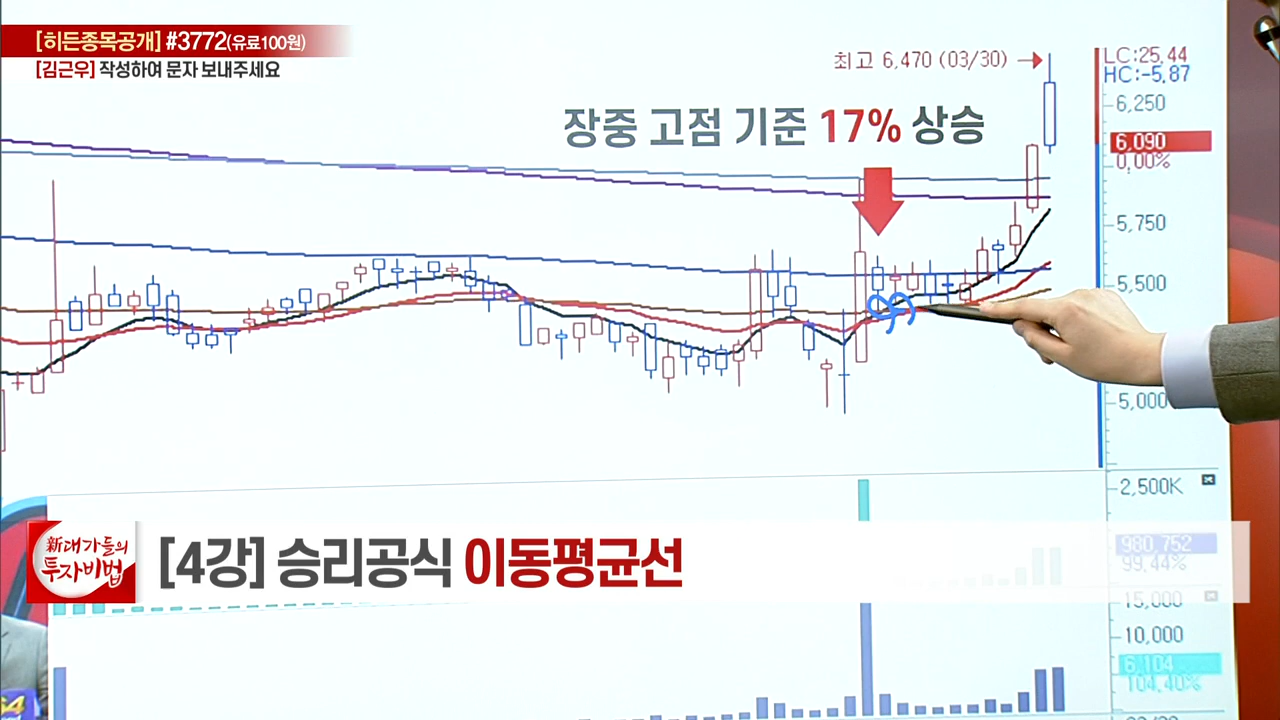 [히든종목공개] #3772(유료100원)
[김근우] 작성하여 문자 보내주세요
최고 6,470 (03/30)
LC:25.44
HC:-5.87
장중 고점 기준 17% 상승
6,250
6,090
0.00%
5,750
5,500
5,000
2,500K
新대가들의
투자비법
[4강] 승리공식 이동평균선
980,752
99.44%
15,000
10,000
6,104
104.40%